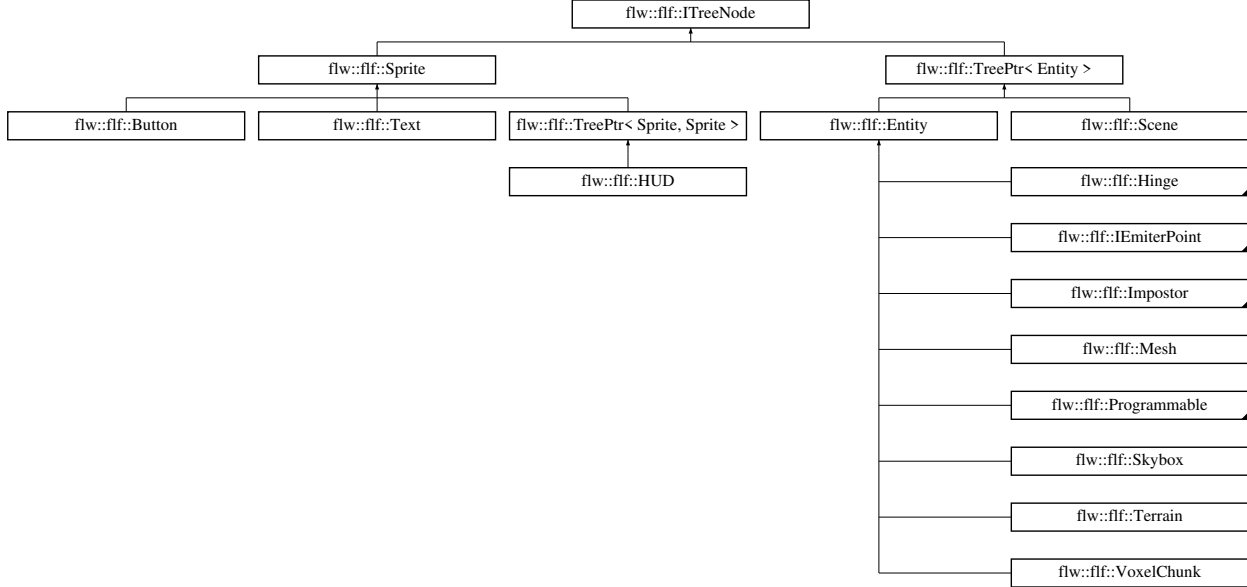 flw::flf::ITreeNode
flw::flf::Sprite
flw::flf::TreePtr< Entity >
flw::flf::Button
flw::flf::Text
flw::flf::TreePtr< Sprite, Sprite >
flw::flf::Entity
flw::flf::Scene
flw::flf::HUD
flw::flf::Hinge
flw::flf::IEmiterPoint
flw::flf::Impostor
flw::flf::Mesh
flw::flf::Programmable
flw::flf::Skybox
flw::flf::Terrain
flw::flf::VoxelChunk